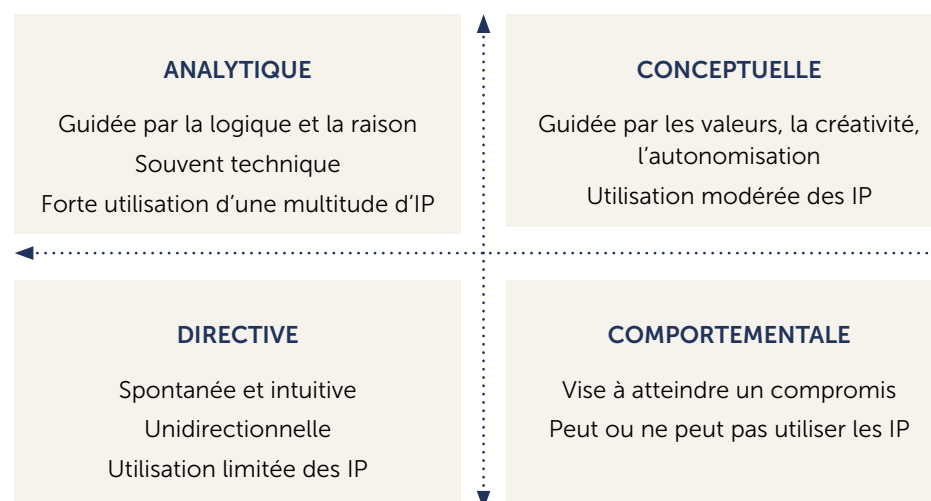 ANALYTIQUE
Guidée par la logique et la raison
Souvent technique
Forte utilisation d’une multitude d’IP
CONCEPTUELLE
Guidée par les valeurs, la créativité,
l’autonomisation
Utilisation modérée des IP
DIRECTIVE
Spontanée et intuitive
Unidirectionnelle
Utilisation limitée des IP
COMPORTEMENTALE
Vise à atteindre un compromis
Peut ou ne peut pas utiliser les IP